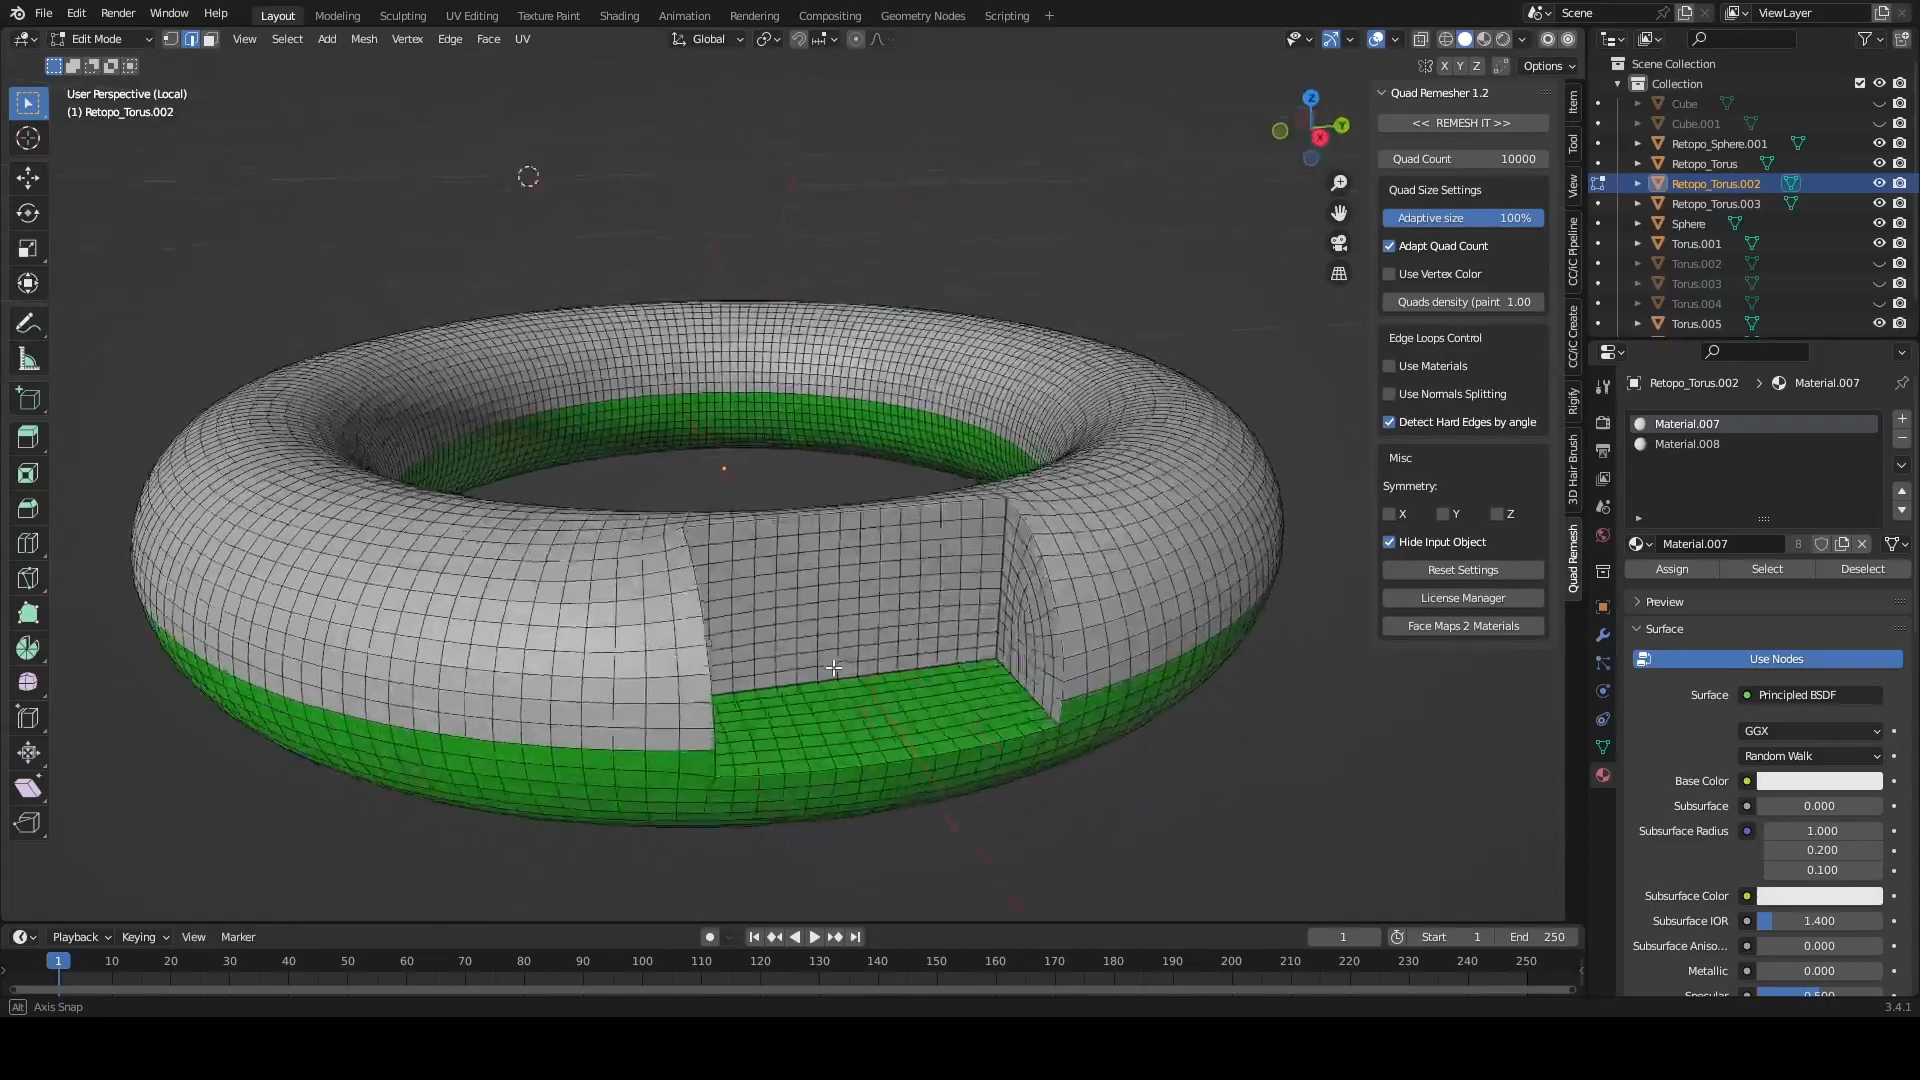 File Edit Render Window Help Layout Modeling Sculpting UV Editing Texture Paint Shading Animation Rendering Compositing Geometry Nodes Scripting + Scene ViewLayer
Edit Mode View Select Add Mesh Vertex Edge Face UV Global
X Y Z Options
User Perspective (Local)
(1) Retopo_Torus.002
Z
Y
X
Quad Remesher 1.2
<< REMESH IT >>
Quad Count 10000
Quad Size Settings
Adaptive size 100%
Adapt Quad Count
Use Vertex Color
Quads density (paint 1.00
Edge Loops Control
Use Materials
Use Normals Splitting
Detect Hard Edges by angle
Misc
Symmetry:
X Y Z
Hide Input Object
Reset Settings
License Manager
Face Maps 2 Materials
Item
Tool
View
CC/iC Pipeline
CC/iC Create
Rigify
3D Hair Brush
Quad Remesh
Scene Collection
Collection
Cube
Cube.001
Retopo_Sphere.001
Retopo_Torus
Retopo_Torus.002
Retopo_Torus.003
Sphere
Torus.001
Torus.002
Torus.003
Torus.004
Torus.005
Retopo_Torus.002 > Material.007
Material.007
Material.008
Material.007 8
Assign Select Deselect
Preview
Surface
Use Nodes
Surface Principled BSDF
GGX
Random Walk
Base Color
Subsurface 0.000
Subsurface Radius 1.000
0.200
0.100
Subsurface Color
Subsurface IOR 1.400
Subsurface Aniso... 0.000
Metallic 0.000
Specular 0.500
Playback Keying View Marker 1 Start 1 End 250
1 10 20 30 40 50 60 70 80 90 100 110 120 130 140 150 160 170 180 190 200 210 220 230 240 250
Alt Axis Snap 3.4.1